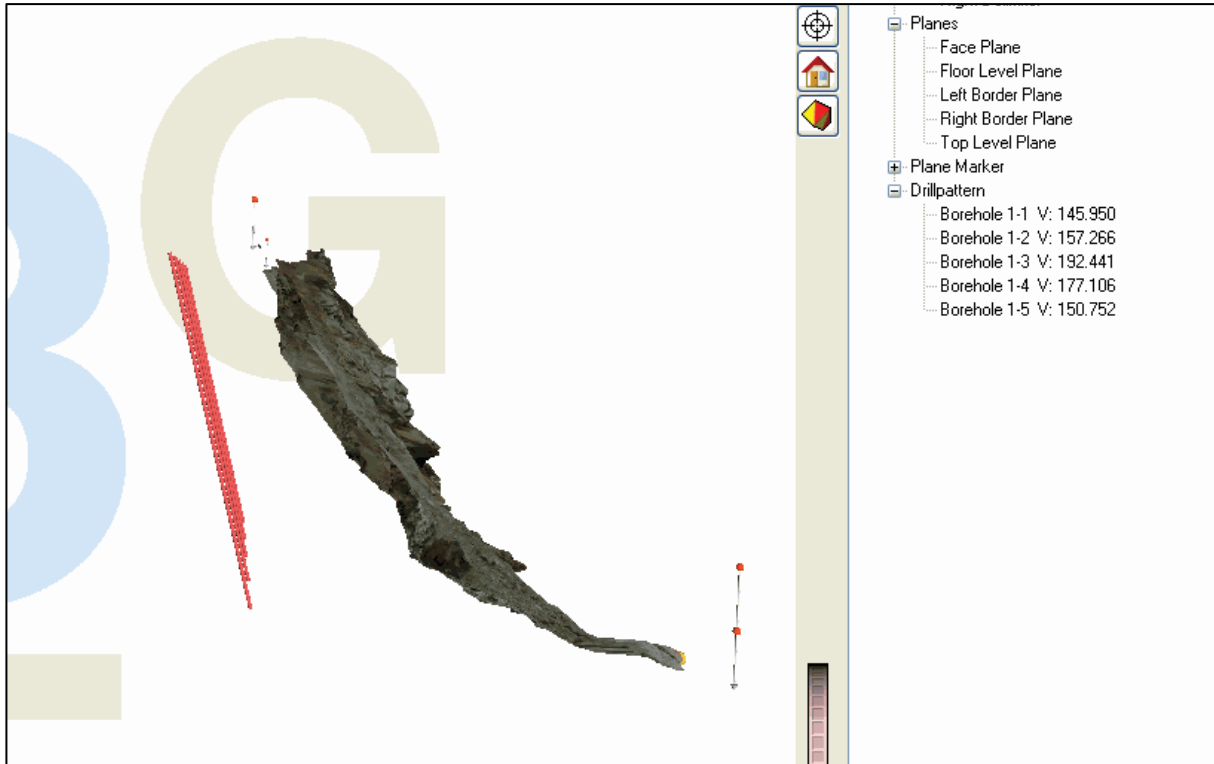 Planes
Face Plane
Floor Level Plane
Left Border Plane
Right Border Plane
Top Level Plane
Plane Marker
Drillpattern
Borehole 1-1 V: 145.950
Borehole 1-2 V: 157.266
Borehole 1-3 V: 192.441
Borehole 1-4 V: 177.106
Borehole 1-5 V: 150.752
G